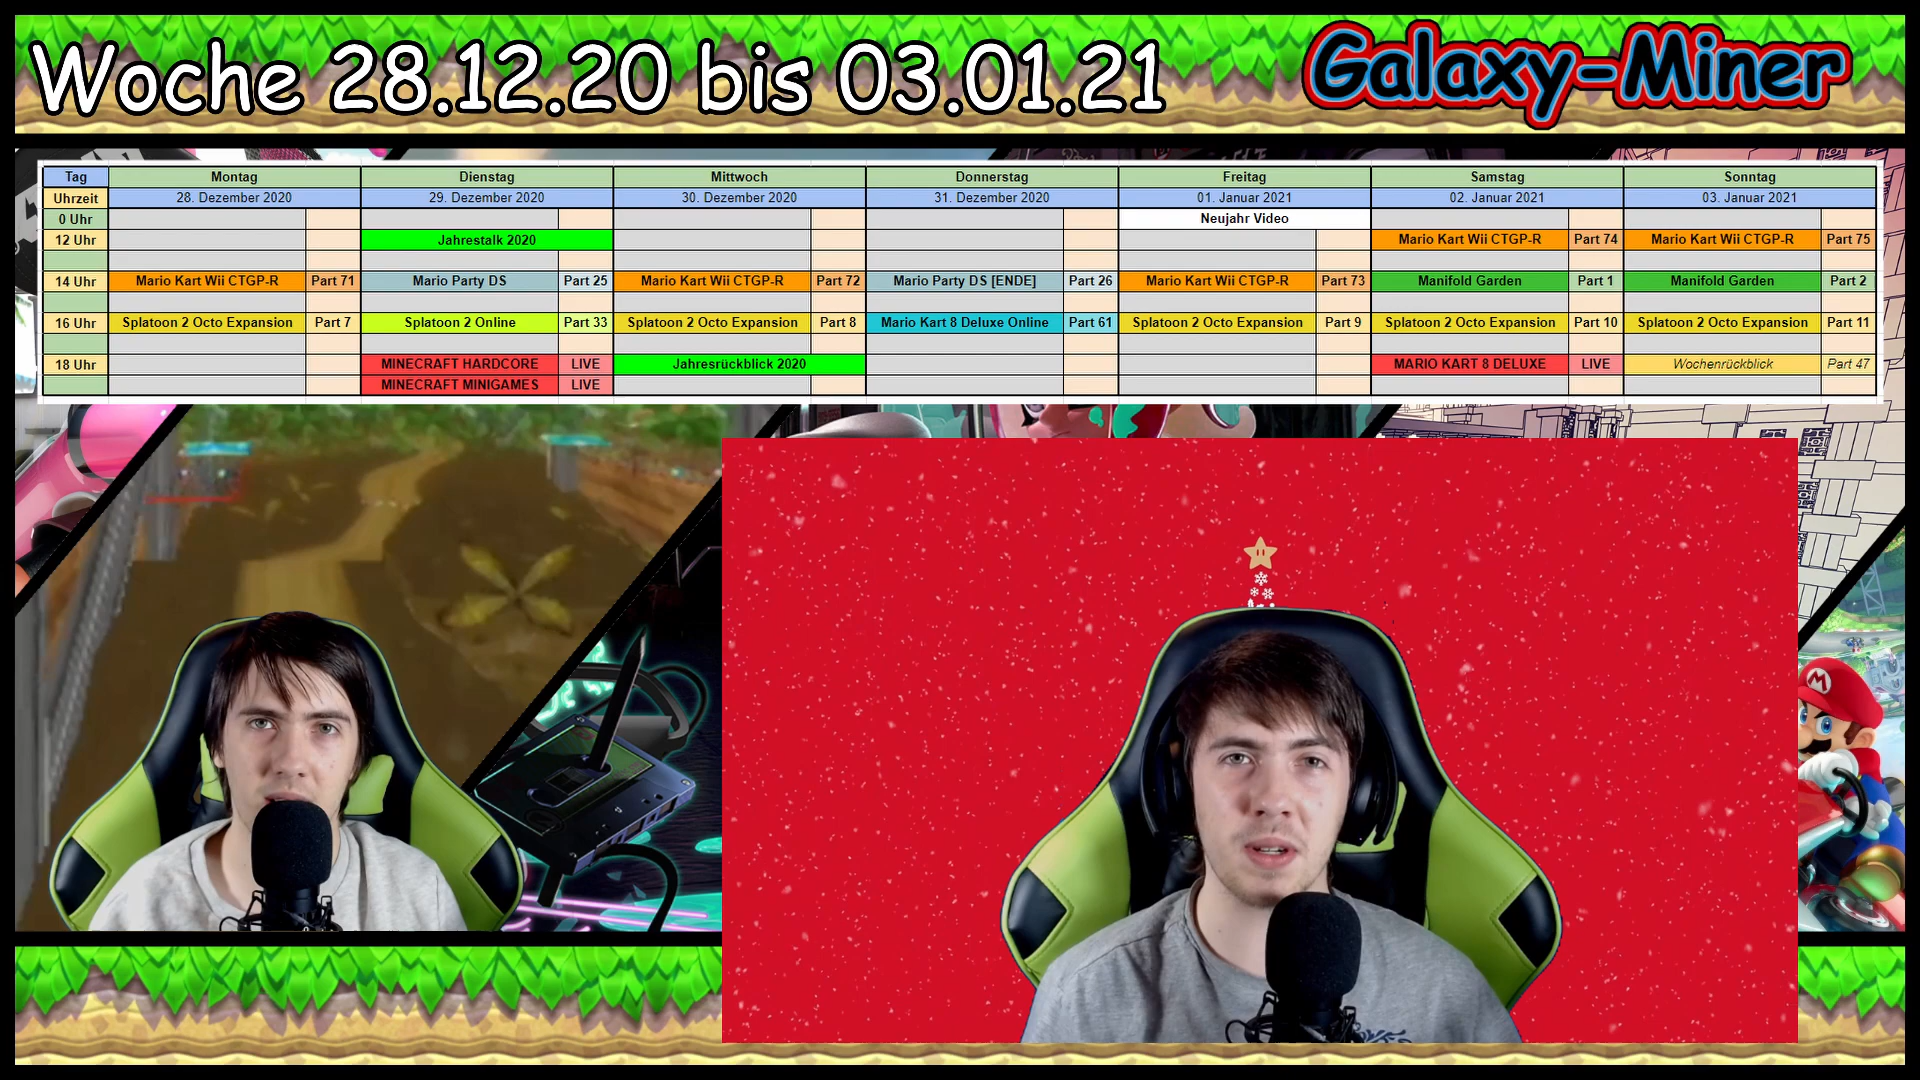 Woche 28.12.20 bis 03.01.21 Galaxy-Miner
Tag Montag Dienstag Mittwoch Donnerstag Freitag Samstag Sonntag
Uhrzeit 28. Dezember 2020 29. Dezember 2020 30. Dezember 2020 31. Dezember 2020 01. Januar 2021 02. Januar 2021 03. Januar 2021
0 Uhr Neujahr Video
12 Uhr Jahrestalk 2020 Mario Kart Wii CTGP-R Part 74 Mario Kart Wii CTGP-R Part 75
14 Uhr Mario Kart Wii CTGP-R Part 71 Mario Party DS Part 25 Mario Kart Wii CTGP-R Part 72 Mario Party DS [ENDE] Part 26 Mario Kart Wii CTGP-R Part 73 Manifold Garden Part 1 Manifold Garden Part 2
16 Uhr Splatoon 2 Octo Expansion Part 7 Splatoon 2 Online Part 33 Splatoon 2 Octo Expansion Part 8 Mario Kart 8 Deluxe Online Part 61 Splatoon 2 Octo Expansion Part 9 Splatoon 2 Octo Expansion Part 10 Splatoon 2 Octo Expansion Part 11
18 Uhr MINECRAFT HARDCORE LIVE Jahresrückblick 2020 MARIO KART 8 DELUXE LIVE Wochenrückblick Part 47
MINECRAFT MINIGAMES LIVE
M